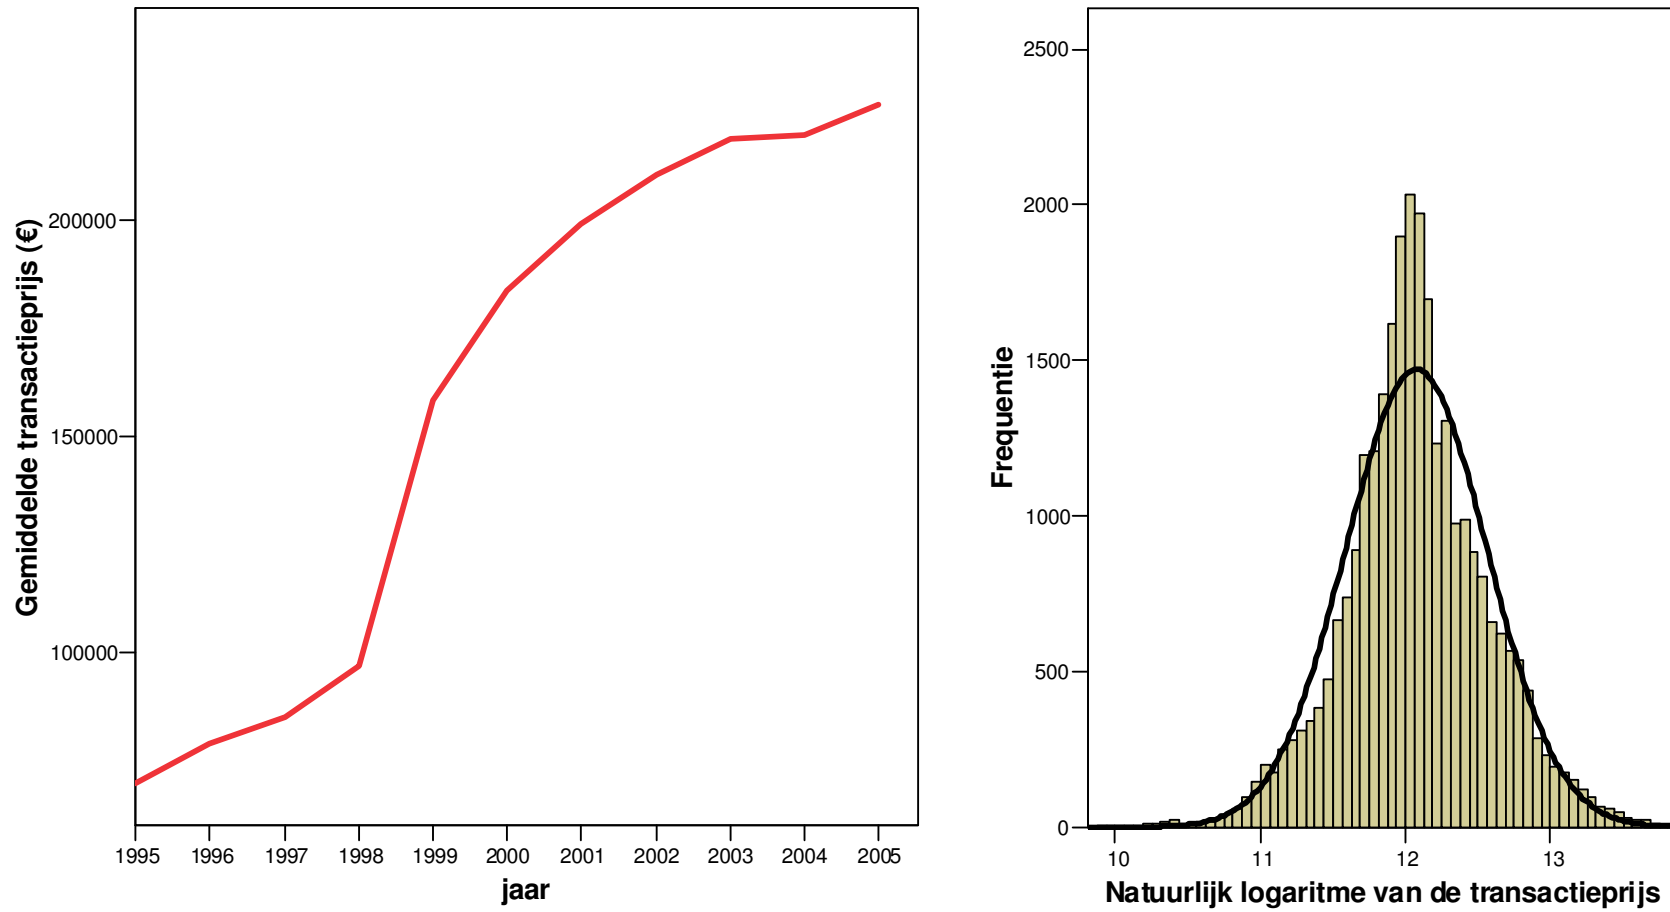 Gemiddelde transactieprijs (€)
200000
150000
100000
1995 1996 1997 1998 1999 2000 2001 2002 2003 2004 2005
jaar
Frequentie
2500
2000
1500
1000
500
0
10 11 12 13
Natuurlijk logaritme van de transactieprijs